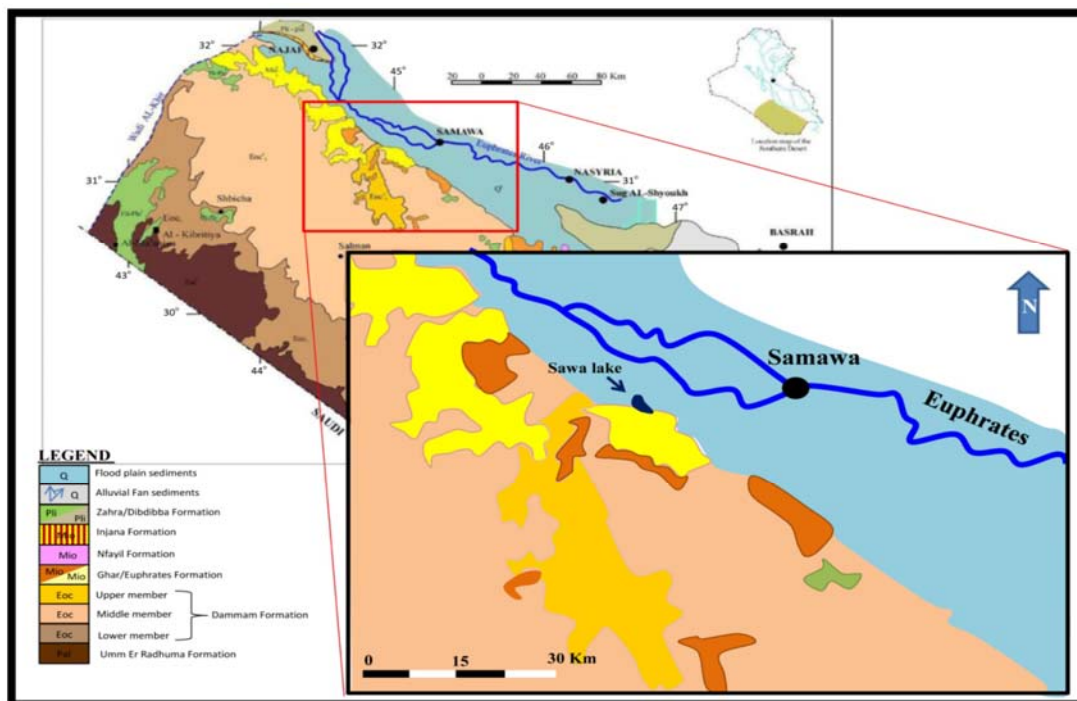 NAJAF
32°
32°
45
20 0 20 40 60 80 Km
Location map of the
Southern Desert
Wadi AL-Khir
SAMAWA
Euphrates River
46
NASYRIA
31°
Sug AL-Shyoukh
47°
BASRAH
31°
Shbicha
Eoc.
Al - Kibritiya
Salman
43°
30°
44°
SAUDI
N
Samawa
Sawa lake
Euphrates
0 15 30 Km
LEGEND
Q Flood plain sediments
Q Alluvial Fan sediments
Pli Pli Zahra/Dibdibba Formation
Injana Formation
Mio Nfayil Formation
Mio Mio Ghar/Euphrates Formation
Eoc Upper member
Eoc Middle member Dammam Formation
Eoc Lower member
Pal Umm Er Radhuma Formation